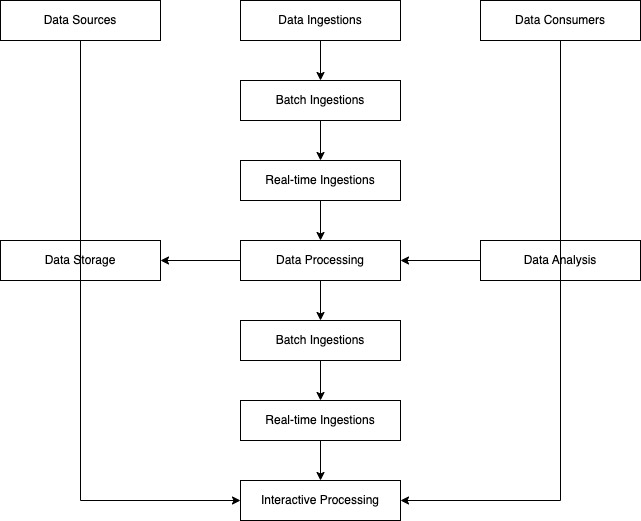 Data Sources
Data Ingestions
Data Consumers
Batch Ingestions
Real-time Ingestions
Data Storage
Data Processing
Data Analysis
Batch Ingestions
Real-time Ingestions
Interactive Processing